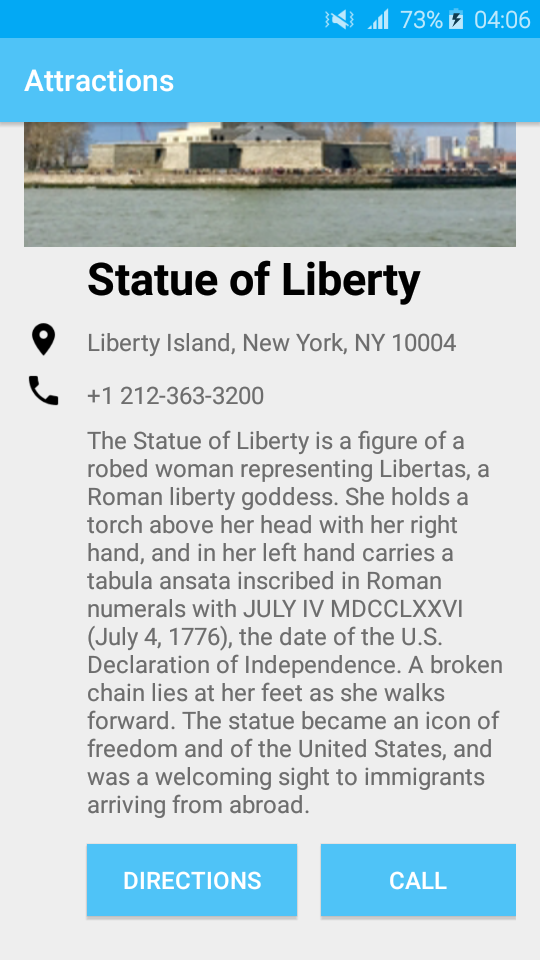 73% 04:06
Attractions
Statue of Liberty
Liberty Island, New York, NY 10004
+1 212-363-3200
The Statue of Liberty is a figure of a
robed woman representing Libertas, a
Roman liberty goddess. She holds a
torch above her head with her right
hand, and in her left hand carries a
tabula ansata inscribed in Roman
numerals with JULY IV MDCCLXXVI
(July 4, 1776), the date of the U.S.
Declaration of Independence. A broken
chain lies at her feet as she walks
forward. The statue became an icon of
freedom and of the United States, and
was a welcoming sight to immigrants
arriving from abroad.
DIRECTIONS CALL